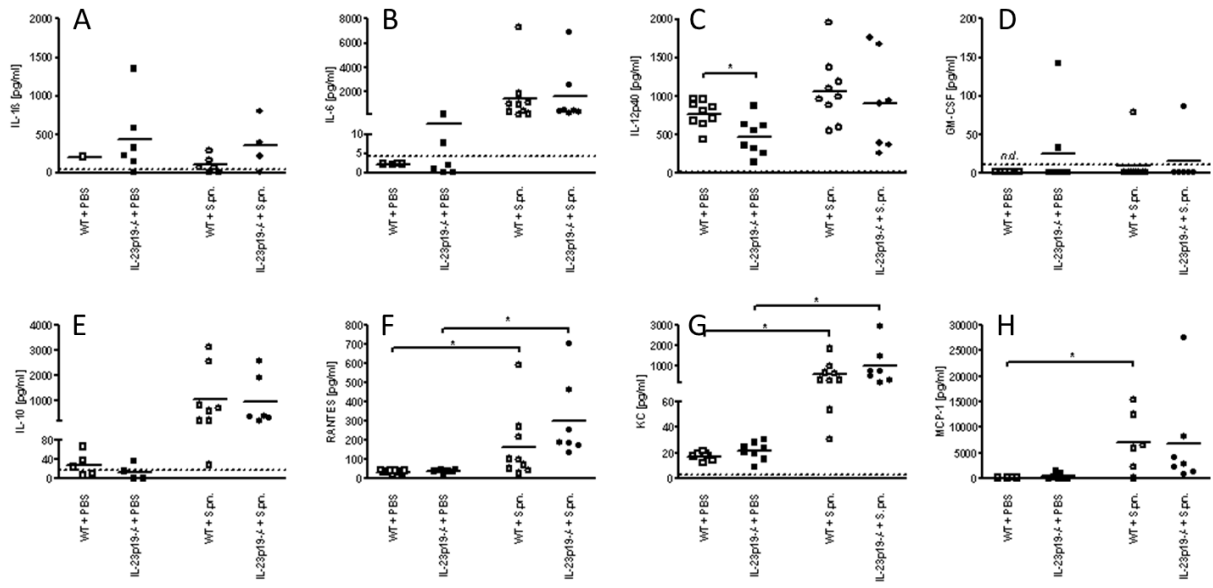 A
IL-1ß [pg/ml]
2000
1500
1000
500
0
WT + PBS
IL-23p19-/- + PBS
WT + S.pn.
IL-23p19-/- + S.pn.
B
IL-6 [pg/ml]
8000
6000
4000
2000
10
5
0
WT + PBS
IL-23p19-/- + PBS
WT + S.pn.
IL-23p19-/- + S.pn.
C
IL-12p40 [pg/ml]
2000
1500
1000
500
0
*
WT + PBS
IL-23p19-/- + PBS
WT + S.pn.
IL-23p19-/- + S.pn.
D
GM-CSF [pg/ml]
200
150
100
50
0
n.d.
WT + PBS
IL-23p19-/- + PBS
WT + S.pn.
IL-23p19-/- + S.pn.
E
IL-10 [pg/ml]
4000
3000
2000
1000
80
40
0
WT + PBS
IL-23p19-/- + PBS
WT + S.pn.
IL-23p19-/- + S.pn.
F
RANTES [pg/ml]
800
700
600
500
400
300
200
100
0
*
*
WT + PBS
IL-23p19-/- + PBS
WT + S.pn.
IL-23p19-/- + S.pn.
G
KC [pg/ml]
3000
2000
1000
60
40
20
0
*
*
WT + PBS
IL-23p19-/- + PBS
WT + S.pn.
IL-23p19-/- + S.pn.
H
MCP-1 [pg/ml]
30000
25000
20000
15000
10000
5000
0
*
WT + PBS
IL-23p19-/- + PBS
WT + S.pn.
IL-23p19-/- + S.pn.